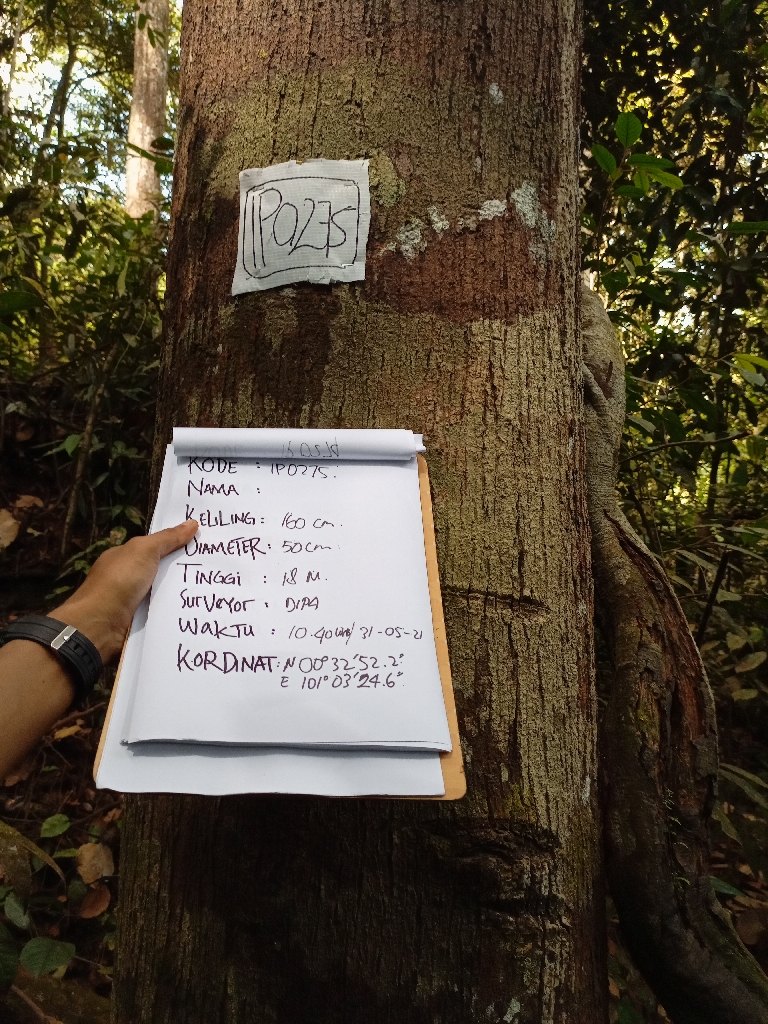 IP0275
KODE : IP0275.
NAMA :
KELLING : 160 cm.
DIAMETER : 50 cm.
TINGGI : 18 M.
SURVEYOR : DIPA
WAKTU : 10.40 WIB/ 31-05-21
KORDINAT : N 00°32'52.2"
E 101°03'24.6"